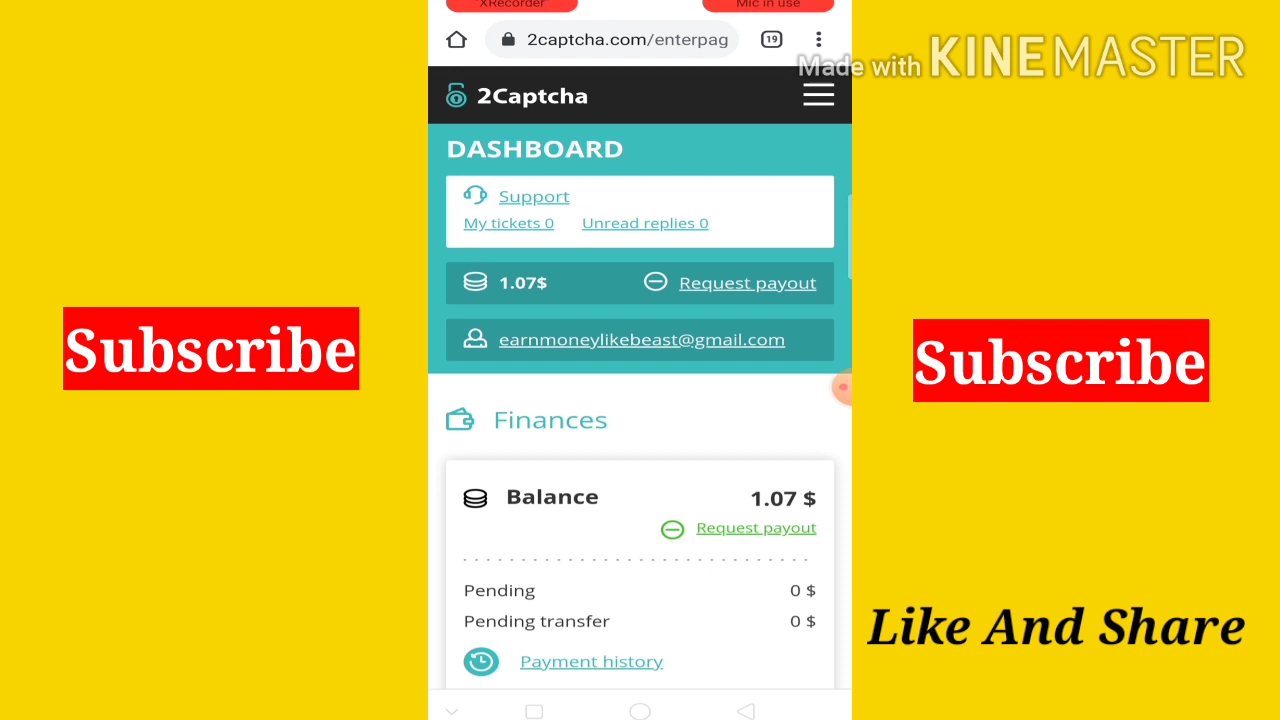 XRecorder
Mic in use
2captcha.com/enterpag
19
Made with KINEMASTER
2Captcha
DASHBOARD
Support
My tickets 0 Unread replies 0
1.07$ Request payout
earnmoneylikebeast@gmail.com
Subscribe
Subscribe
Finances
Balance 1.07 $
Request payout
Pending 0 $
Pending transfer 0 $
Payment history
Like And Share